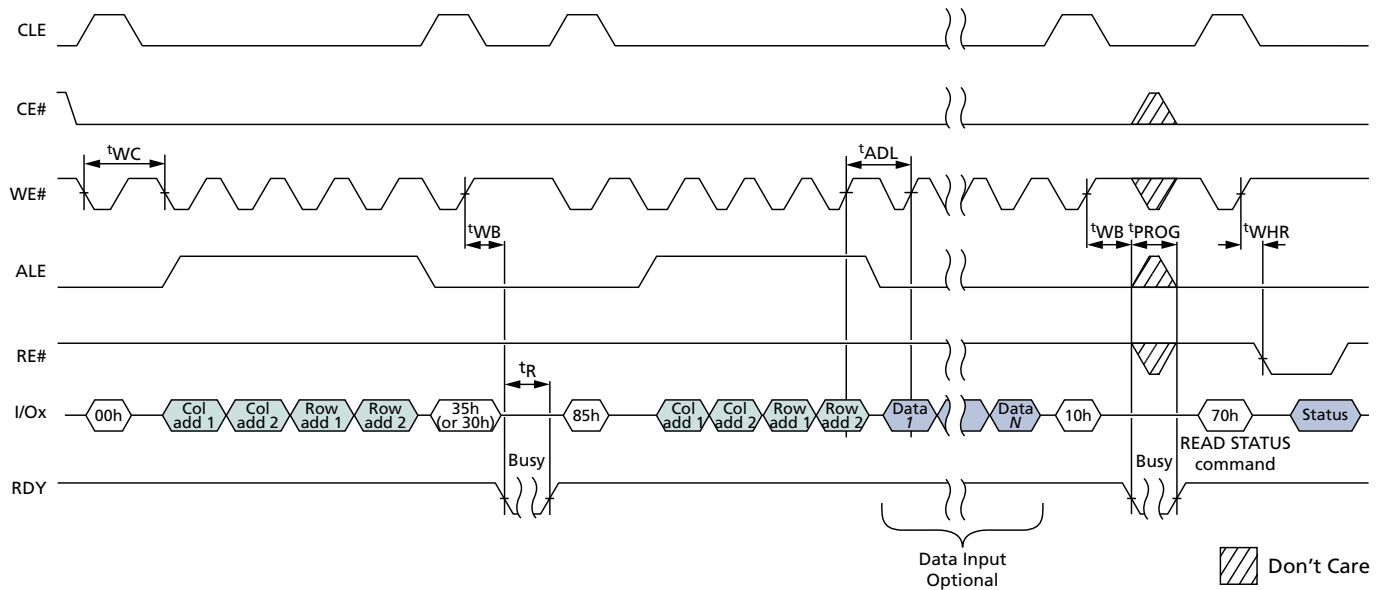 CLE
CE#
tWC
tADL
WE#
tWB
tWB
tPROG
tWHR
ALE
RE#
tR
I/Ox
00h
Col add 1
Col add 2
Row add 1
Row add 2
35h
(or 30h)
85h
Col add 1
Col add 2
Row add 1
Row add 2
Data
1
Data
N
10h
70h
Status
READ STATUS
command
Busy
Busy
RDY
Data Input
Optional
Don't Care